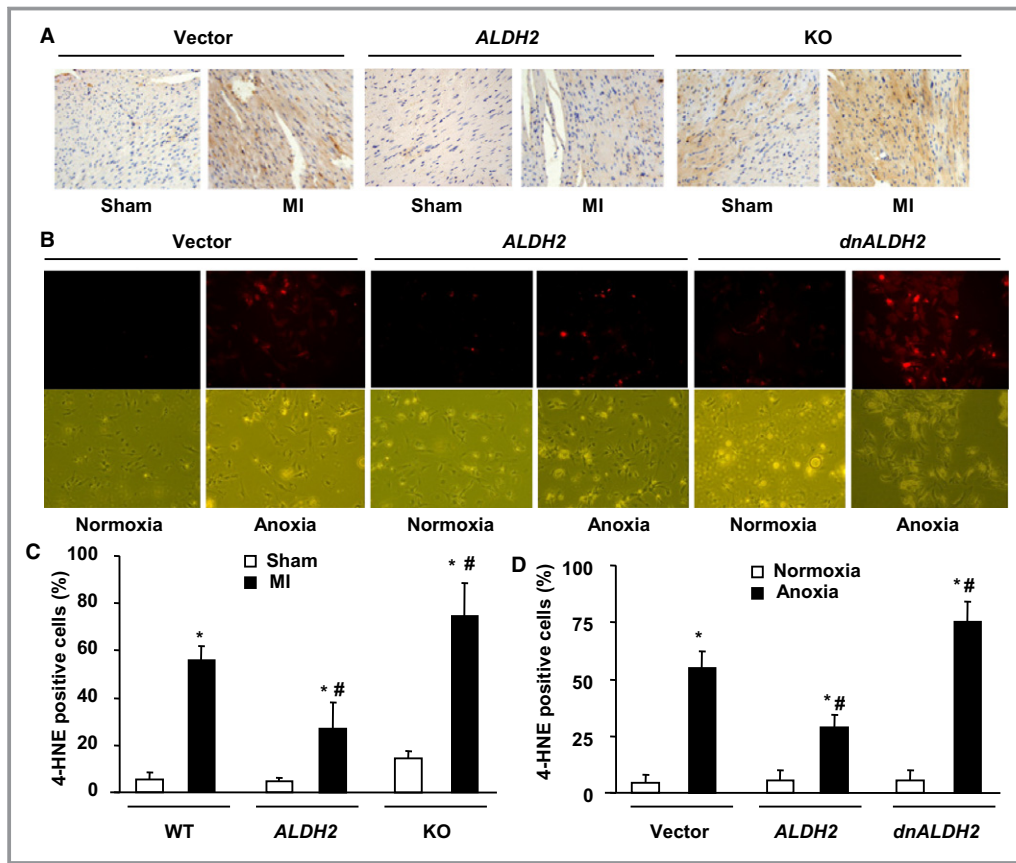 A
Vector ALDH2 KO
Sham MI Sham MI Sham MI
B
Vector ALDH2 dnALDH2
Normoxia Anoxia Normoxia Anoxia Normoxia Anoxia
C
4-HNE positive cells (%)
100
80
60
40
20
0
Sham
MI
*
* #
* #
WT ALDH2 KO
D
4-HNE positive cells (%)
100
75
50
25
0
Normoxia
Anoxia
*
* #
* #
Vector ALDH2 dnALDH2